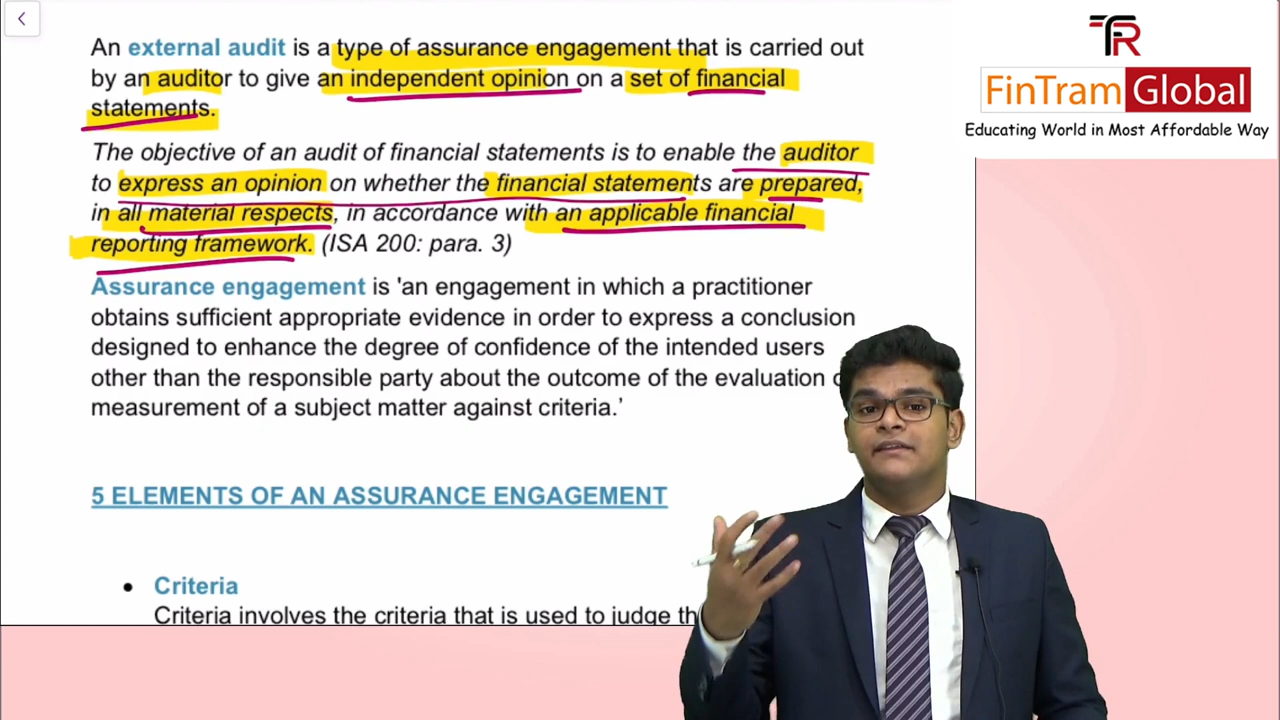 An external audit is a type of assurance engagement that is carried out
by an auditor to give an independent opinion on a set of financial
statements.
The objective of an audit of financial statements is to enable the auditor
to express an opinion on whether the financial statements are prepared,
in all material respects, in accordance with an applicable financial
reporting framework. (ISA 200: para. 3)
Assurance engagement is 'an engagement in which a practitioner
obtains sufficient appropriate evidence in order to express a conclusion
designed to enhance the degree of confidence of the intended users
other than the responsible party about the outcome of the evaluation
measurement of a subject matter against criteria.’
5 ELEMENTS OF AN ASSURANCE ENGAGEMENT
• Criteria
Criteria involves the criteria that is used to judge
FinTram Global
Educating World in Most Affordable Way